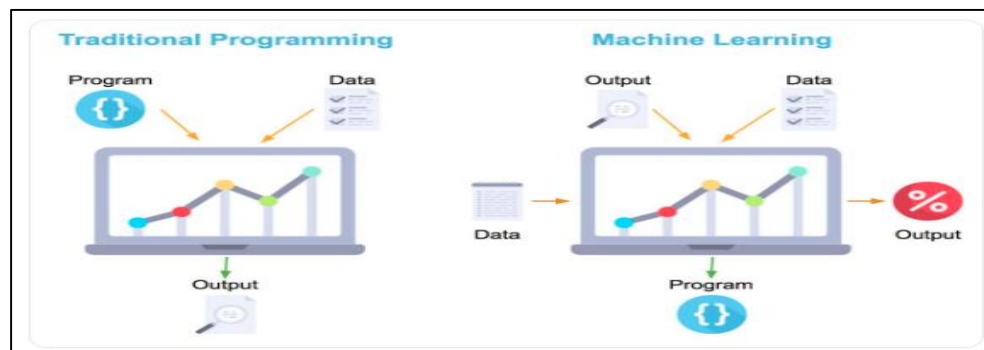 Traditional Programming
Machine Learning
Program
Data
Output
Data
{}
Data
%
Output
Output
Program
{}